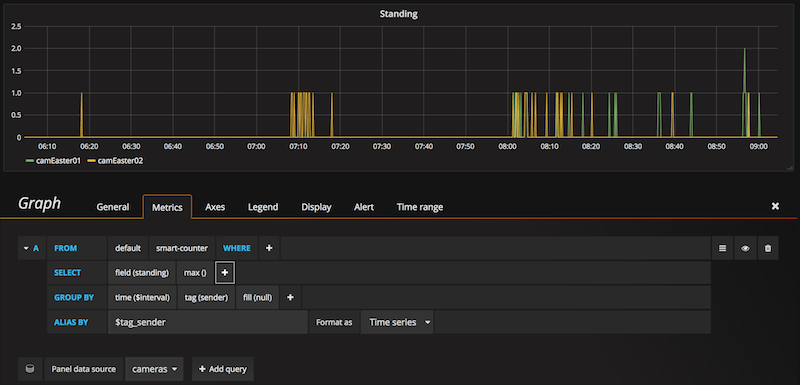 Standing
2.5
2.0
1.5
1.0
0.5
0
06:10 06:20 06:30 06:40 06:50 07:00 07:10 07:20 07:30 07:40 07:50 08:00 08:10 08:20 08:30 08:40 08:50 09:00
camEaster01 camEaster02
Graph General Metrics Axes Legend Display Alert Time range ×
A FROM default smart-counter WHERE +
SELECT field (standing) max () +
GROUP BY time ($interval) tag (sender) fill (null) +
ALIAS BY $tag_sender Format as Time series
Panel data source cameras + Add query